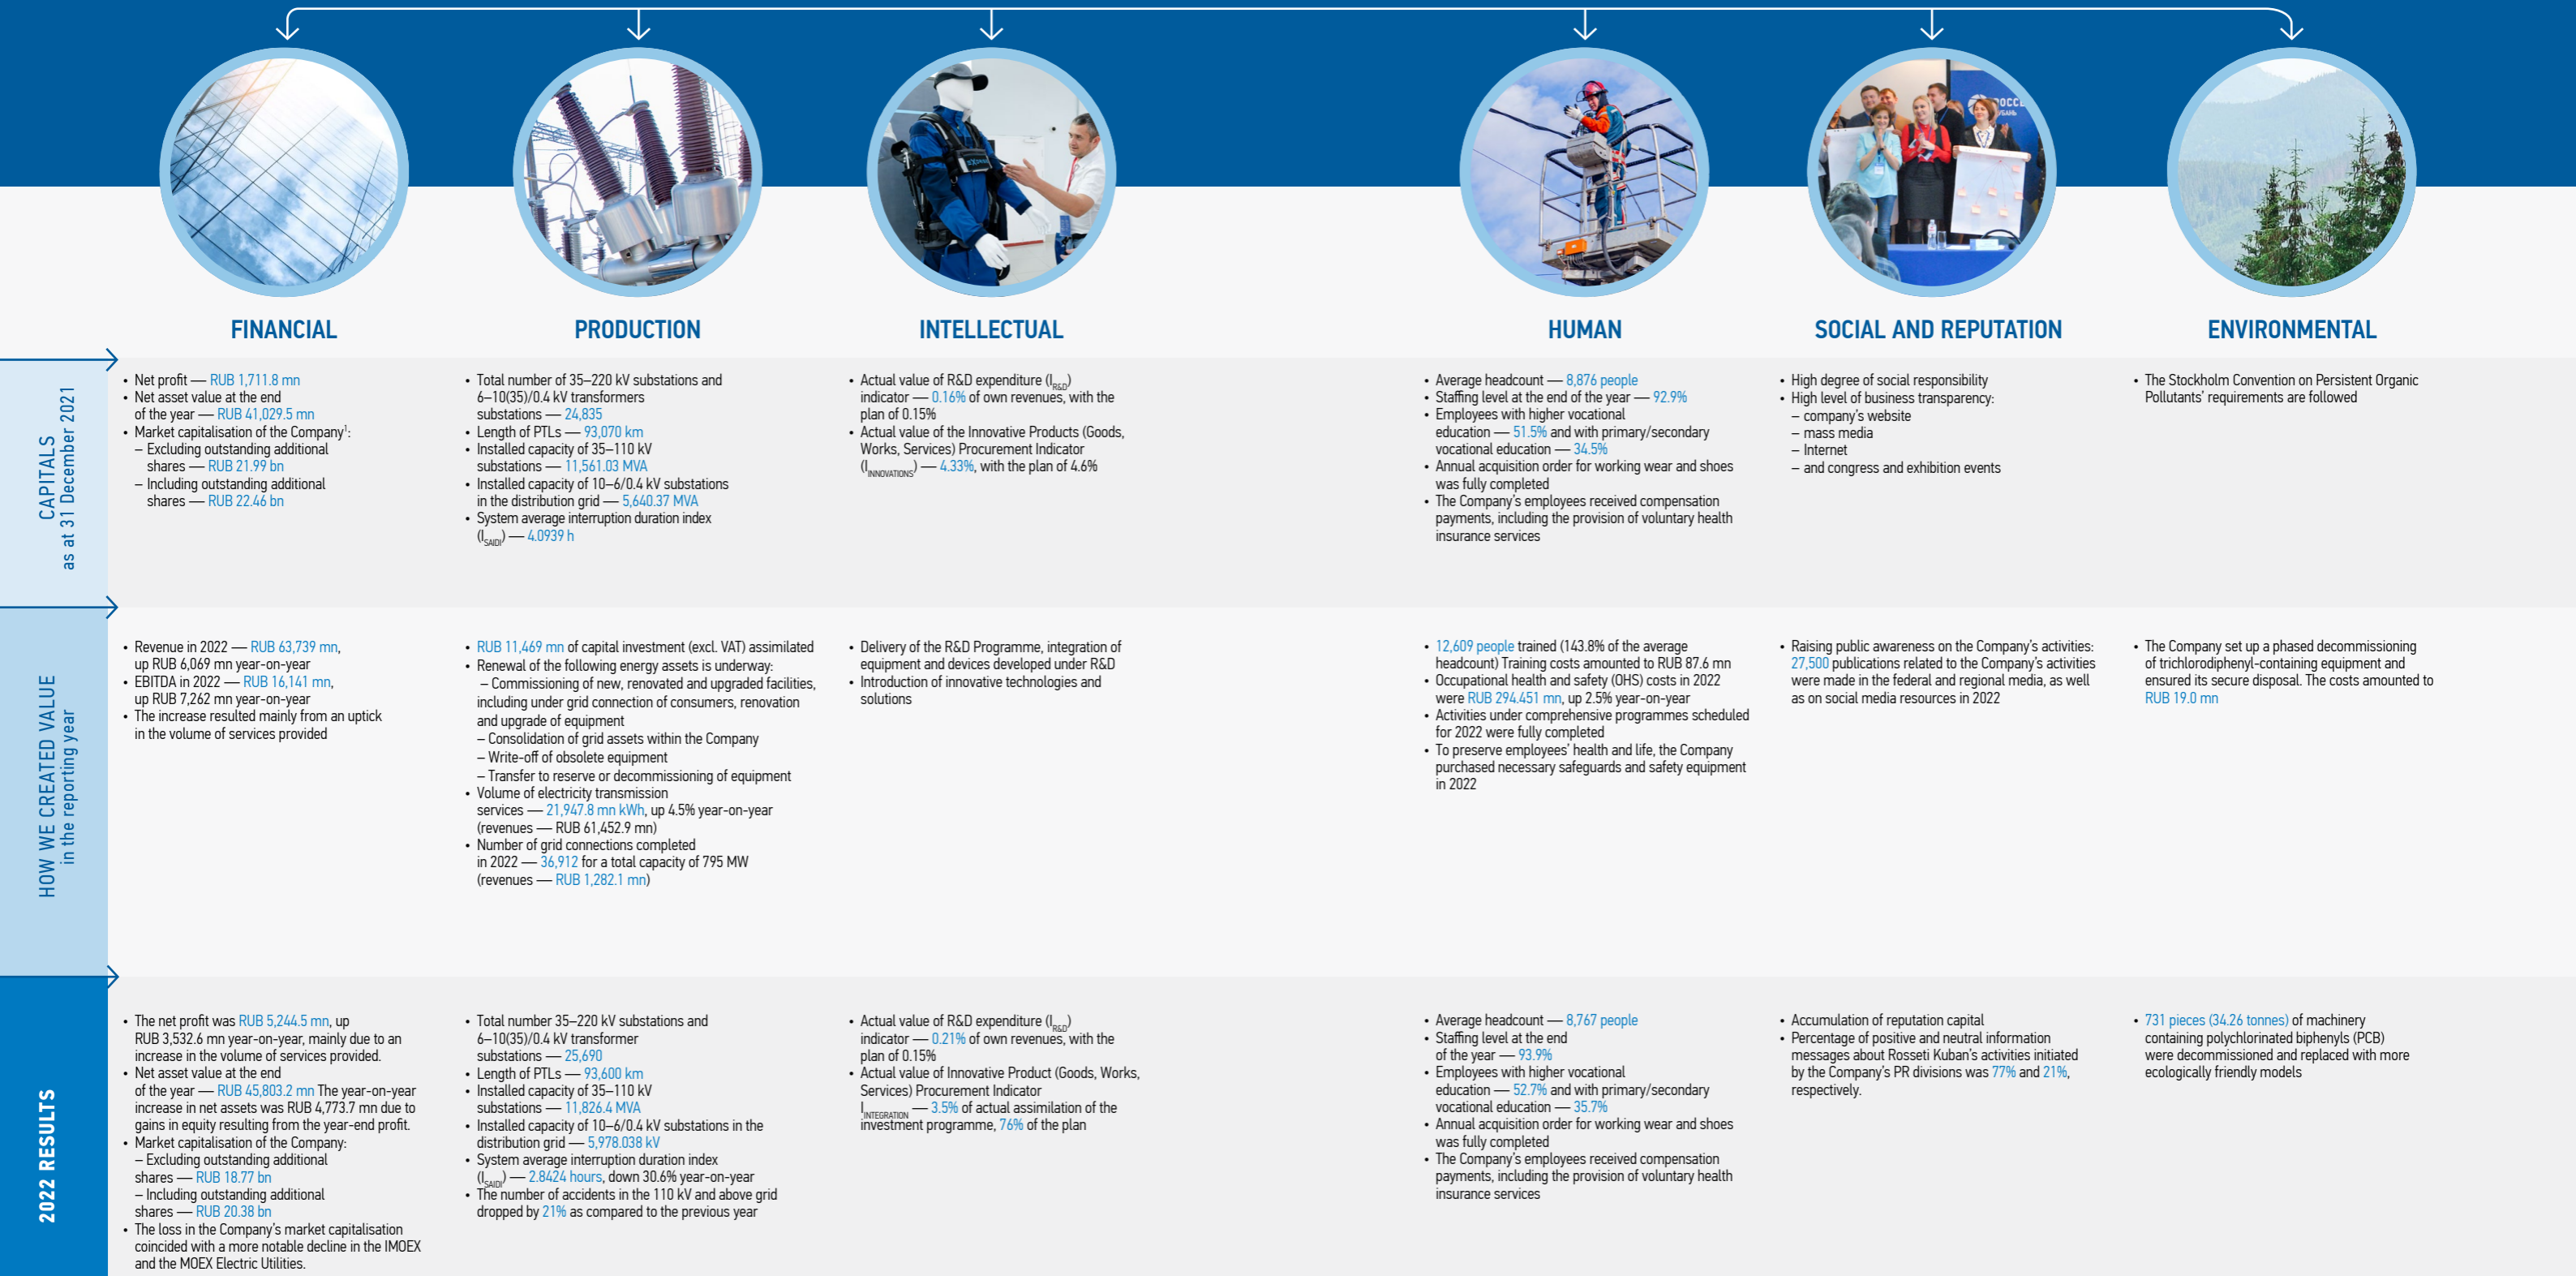 FINANCIAL
PRODUCTION
INTELLECTUAL
HUMAN
SOCIAL AND REPUTATION
ENVIRONMENTAL
CAPITALS
as at 31 December 2021
• Net profit — RUB 1,711.8 mn
• Net asset value at the end
of the year — RUB 41,029.5 mn
• Market capitalisation of the Company¹:
– Excluding outstanding additional
shares — RUB 21.99 bn
– Including outstanding additional
shares — RUB 22.46 bn
• Total number of 35–220 kV substations and
6–10(35)/0.4 kV transformers
substations — 24,835
• Length of PTLs — 93,070 km
• Installed capacity of 35–110 kV
substations — 11,561.03 MVA
• Installed capacity of 10–6/0.4 kV substations
in the distribution grid — 5,640.37 MVA
• System average interruption duration index
(I SAIDI) — 4.0939 h
• Actual value of R&D expenditure (I R&D)
indicator — 0.16% of own revenues, with the
plan of 0.15%
• Actual value of the Innovative Products (Goods,
Works, Services) Procurement Indicator
(I INNOVATIONS) — 4.33%, with the plan of 4.6%
• Average headcount — 8,876 people
• Staffing level at the end of the year — 92.9%
• Employees with higher vocational
education — 51.5% and with primary/secondary
vocational education — 34.5%
• Annual acquisition order for working wear and shoes
was fully completed
• The Company's employees received compensation
payments, including the provision of voluntary health
insurance services
• High degree of social responsibility
• High level of business transparency:
– company's website
– mass media
– Internet
– and congress and exhibition events
• The Stockholm Convention on Persistent Organic
Pollutants' requirements are followed
HOW WE CREATED VALUE
in the reporting year
• Revenue in 2022 — RUB 63,739 mn,
up RUB 6,069 mn year-on-year
• EBITDA in 2022 — RUB 16,141 mn,
up RUB 7,262 mn year-on-year
• The increase resulted mainly from an uptick
in the volume of services provided
• RUB 11,469 mn of capital investment (excl. VAT) assimilated
• Renewal of the following energy assets is underway:
– Commissioning of new, renovated and upgraded facilities,
including under grid connection of consumers, renovation
and upgrade of equipment
– Consolidation of grid assets within the Company
– Write-off of obsolete equipment
– Transfer to reserve or decommissioning of equipment
• Volume of electricity transmission
services — 21,947.8 mn kWh, up 4.5% year-on-year
(revenues — RUB 61,452.9 mn)
• Number of grid connections completed
in 2022 — 36,912 for a total capacity of 795 MW
(revenues — RUB 1,282.1 mn)
• Delivery of the R&D Programme, integration of
equipment and devices developed under R&D
• Introduction of innovative technologies and
solutions
• 12,609 people trained (143.8% of the average
headcount) Training costs amounted to RUB 87.6 mn
• Occupational health and safety (OHS) costs in 2022
were RUB 294.451 mn, up 2.5% year-on-year
• Activities under comprehensive programmes scheduled
for 2022 were fully completed
• To preserve employees' health and life, the Company
purchased necessary safeguards and safety equipment
in 2022
• Raising public awareness on the Company's activities:
27,500 publications related to the Company's activities
were made in the federal and regional media, as well
as on social media resources in 2022
• The Company set up a phased decommissioning
of trichlorodiphenyl-containing equipment and
ensured its secure disposal. The costs amounted to
RUB 19.0 mn
2022 RESULTS
• The net profit was RUB 5,244.5 mn, up
RUB 3,532.6 mn year-on-year, mainly due to an
increase in the volume of services provided.
• Net asset value at the end
of the year — RUB 45,803.2 mn The year-on-year
increase in net assets was RUB 4,773.7 mn due to
gains in equity resulting from the year-end profit.
• Market capitalisation of the Company:
– Excluding outstanding additional
shares — RUB 18.77 bn
– Including outstanding additional
shares — RUB 20.38 bn
• The loss in the Company's market capitalisation
coincided with a more notable decline in the IMOEX
and the MOEX Electric Utilities.
• Total number 35–220 kV substations and
6–10(35)/0.4 kV transformer
substations — 25,690
• Length of PTLs — 93,600 km
• Installed capacity of 35–110 kV
substations — 11,826.4 MVA
• Installed capacity of 10–6/0.4 kV substations in the
distribution grid — 5,978.038 kV
• System average interruption duration index
(I SAIDI) — 2.8424 hours, down 30.6% year-on-year
• The number of accidents in the 110 kV and above grid
dropped by 21% as compared to the previous year
• Actual value of R&D expenditure (I R&D)
indicator — 0.21% of own revenues, with the
plan of 0.15%
• Actual value of Innovative Product (Goods, Works,
Services) Procurement Indicator
I INTEGRATION — 3.5% of actual assimilation of the
investment programme, 76% of the plan
• Average headcount — 8,767 people
• Staffing level at the end
of the year — 93.9%
• Employees with higher vocational
education — 52.7% and with primary/secondary
vocational education — 35.7%
• Annual acquisition order for working wear and shoes
was fully completed
• The Company's employees received compensation
payments, including the provision of voluntary health
insurance services
• Accumulation of reputation capital
• Percentage of positive and neutral information
messages about Rosseti Kuban's activities initiated
by the Company's PR divisions was 77% and 21%,
respectively.
• 731 pieces (34.26 tonnes) of machinery
containing polychlorinated biphenyls (PCB)
were decommissioned and replaced with more
ecologically friendly models